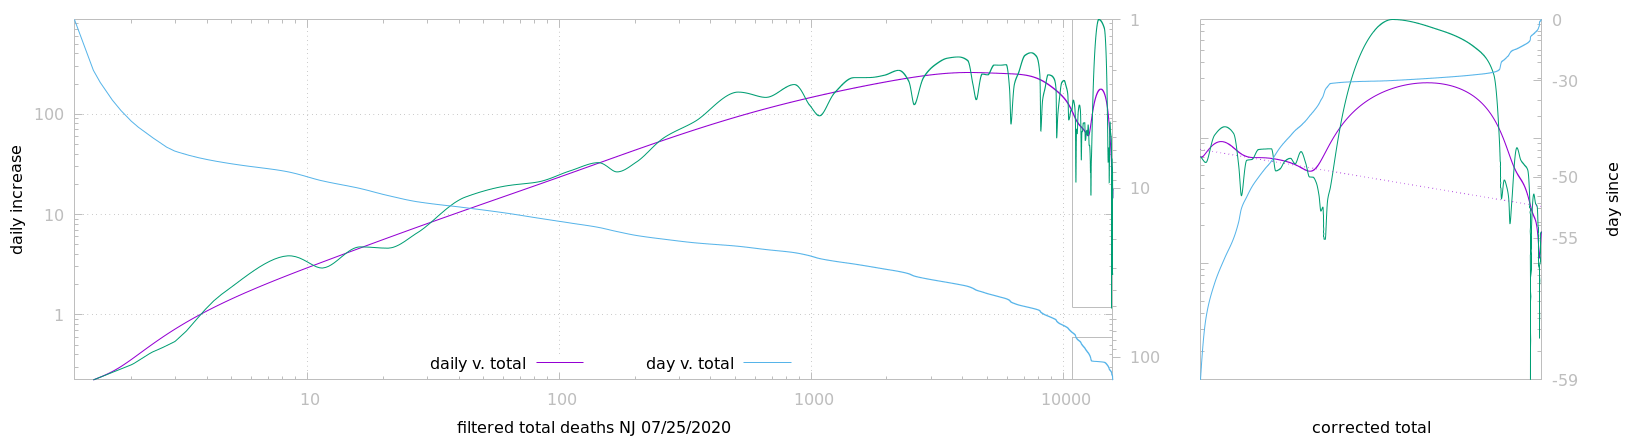 daily increase
100
10
1
10
100
1000
10000
filtered total deaths NJ 07/25/2020
daily v. total
day v. total
1
10
100
0
-30
-50
-55
-59
day since
corrected total